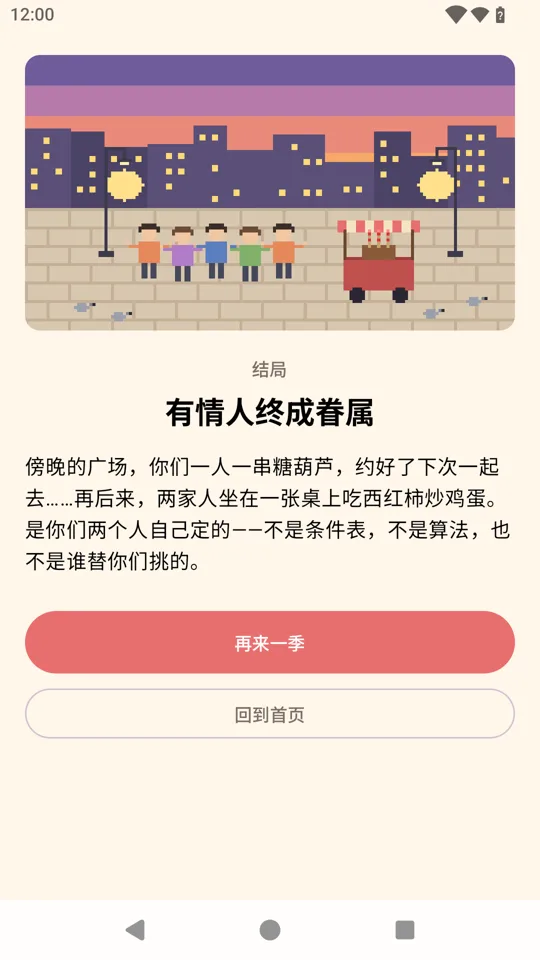 12:00
结局
有情人终成眷属
傍晚的广场，你们一人一串糖葫芦，约好了下次一起
去……再后来，两家人坐在一张桌上吃西红柿炒鸡蛋。
是你们两个人自己定的——不是条件表，不是算法，也
不是谁替你们挑的。
再来一季
回到首页